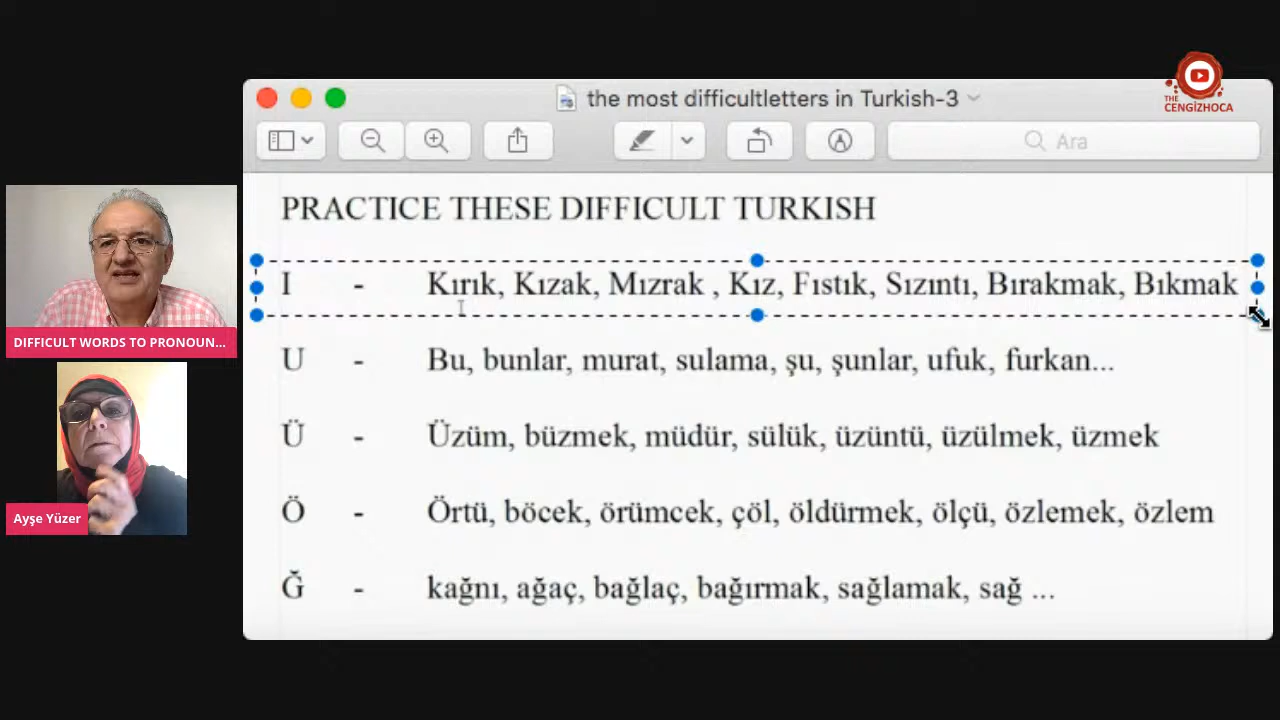 THE
CENGİZHOCA
the most difficultletters in Turkish-3
Ara
PRACTICE THESE DIFFICULT TURKISH
I - Kırık, Kızak, Mızrak , Kız, Fıstık, Sızıntı, Bırakmak, Bıkmak
U - Bu, bunlar, murat, sulama, şu, şunlar, ufuk, furkan...
Ü - Üzüm, büzmek, müdür, sülük, üzüntü, üzülmek, üzmek
Ö - Örtü, böcek, örümcek, çöl, öldürmek, ölçü, özlemek, özlem
Ğ - kağnı, ağaç, bağlaç, bağırmak, sağlamak, sağ ...
DIFFICULT WORDS TO PRONOUN...
Ayşe Yüzer